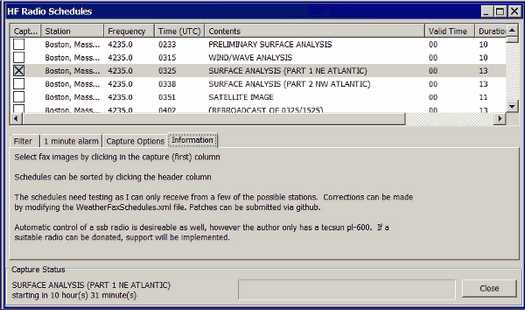 HF Radio Schedules
Capt... Station Frequency Time (UTC) Contents Valid Time Duratio
Boston, Mass... 4235.0 0233 PRELIMINARY SURFACE ANALYSIS 00 10
Boston, Mass... 4235.0 0315 WIND/WAVE ANALYSIS 00 10
Boston, Mass... 4235.0 0325 SURFACE ANALYSIS (PART 1 NE ATLANTIC) 00 13
Boston, Mass... 4235.0 0338 SURFACE ANALYSIS (PART 2 NW ATLANTIC) 00 13
Boston, Mass... 4235.0 0351 SATELLITE IMAGE 00 11
Boston, Mass... 4235.0 0402 (REBROADCAST OF 0325/1525) 13
Filter 1 minute alarm Capture Options Information
Select fax images by clicking in the capture (first) column
Schedules can be sorted by clicking the header column
The schedules need testing as I can only receive from a few of the possible stations. Corrections can be made
by modifying the WeatherFaxSchedules.xml file. Patches can be submitted via github.
Automatic control of a ssb radio is desireable as well, however the author only has a tecsun pl-600. If a
suitable radio can be donated, support will be implemented.
Capture Status
SURFACE ANALYSIS (PART 1 NE ATLANTIC)
starting in 10 hour(s) 31 minute(s)
Close